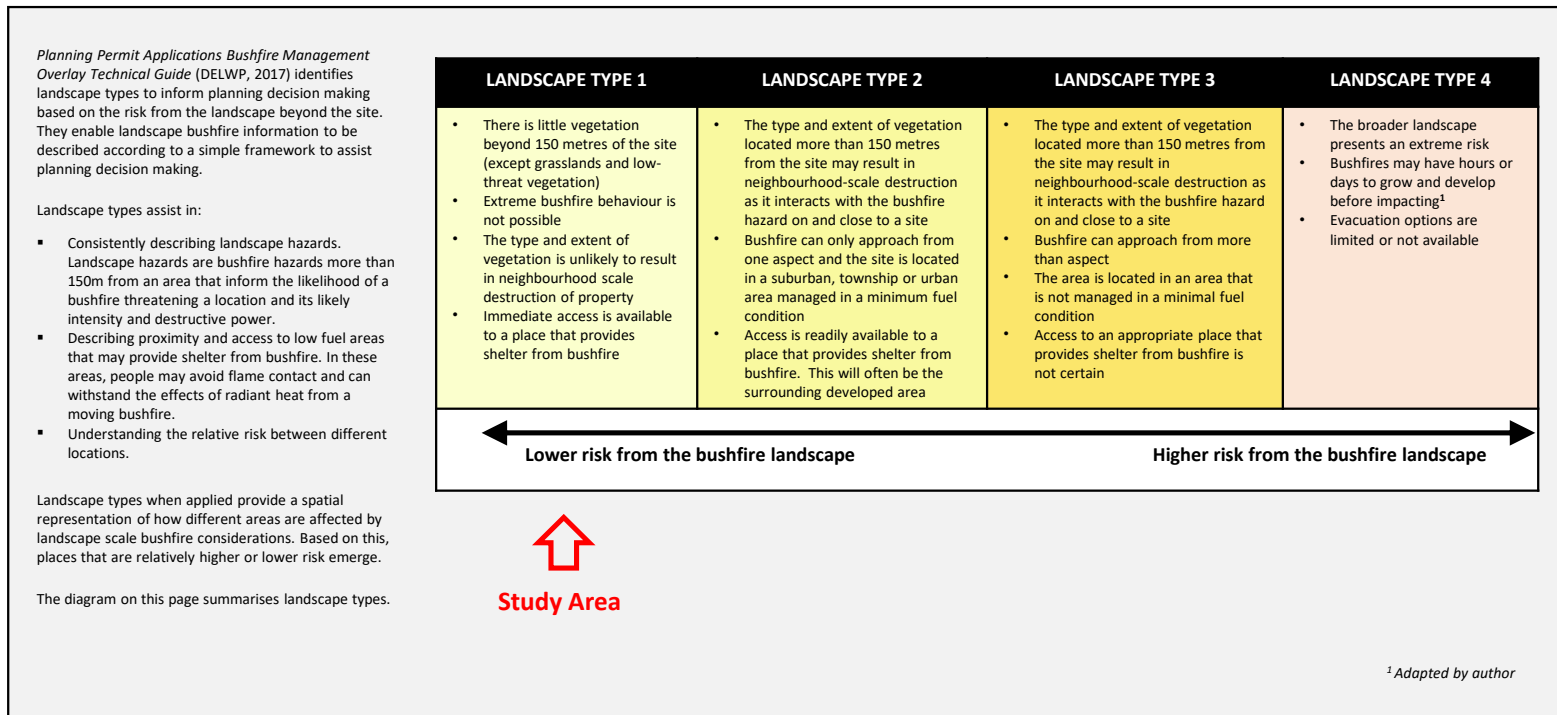 Planning Permit Applications Bushfire Management
Overlay Technical Guide (DELWP, 2017) identifies
landscape types to inform planning decision making
based on the risk from the landscape beyond the site.
They enable landscape bushfire information to be
described according to a simple framework to assist
planning decision making.
Landscape types assist in:
▪ Consistently describing landscape hazards.
Landscape hazards are bushfire hazards more than
150m from an area that inform the likelihood of a
bushfire threatening a location and its likely
intensity and destructive power.
▪ Describing proximity and access to low fuel areas
that may provide shelter from bushfire. In these
areas, people may avoid flame contact and can
withstand the effects of radiant heat from a
moving bushfire.
▪ Understanding the relative risk between different
locations.
Landscape types when applied provide a spatial
representation of how different areas are affected by
landscape scale bushfire considerations. Based on this,
places that are relatively higher or lower risk emerge.
The diagram on this page summarises landscape types.
LANDSCAPE TYPE 1
• There is little vegetation
beyond 150 metres of the site
(except grasslands and low-
threat vegetation)
• Extreme bushfire behaviour is
not possible
• The type and extent of
vegetation is unlikely to result
in neighbourhood scale
destruction of property
• Immediate access is available
to a place that provides
shelter from bushfire
LANDSCAPE TYPE 2
• The type and extent of vegetation
located more than 150 metres
from the site may result in
neighbourhood-scale destruction
as it interacts with the bushfire
hazard on and close to a site
• Bushfire can only approach from
one aspect and the site is located
in a suburban, township or urban
area managed in a minimum fuel
condition
• Access is readily available to a
place that provides shelter from
bushfire. This will often be the
surrounding developed area
LANDSCAPE TYPE 3
• The type and extent of vegetation
located more than 150 metres from
the site may result in
neighbourhood-scale destruction as
it interacts with the bushfire hazard
on and close to a site
• Bushfire can approach from more
than aspect
• The area is located in an area that
is not managed in a minimal fuel
condition
• Access to an appropriate place that
provides shelter from bushfire is
not certain
LANDSCAPE TYPE 4
• The broader landscape
presents an extreme risk
• Bushfires may have hours or
days to grow and develop
before impacting¹
• Evacuation options are
limited or not available
Lower risk from the bushfire landscape
Higher risk from the bushfire landscape
Study Area
¹ Adapted by author